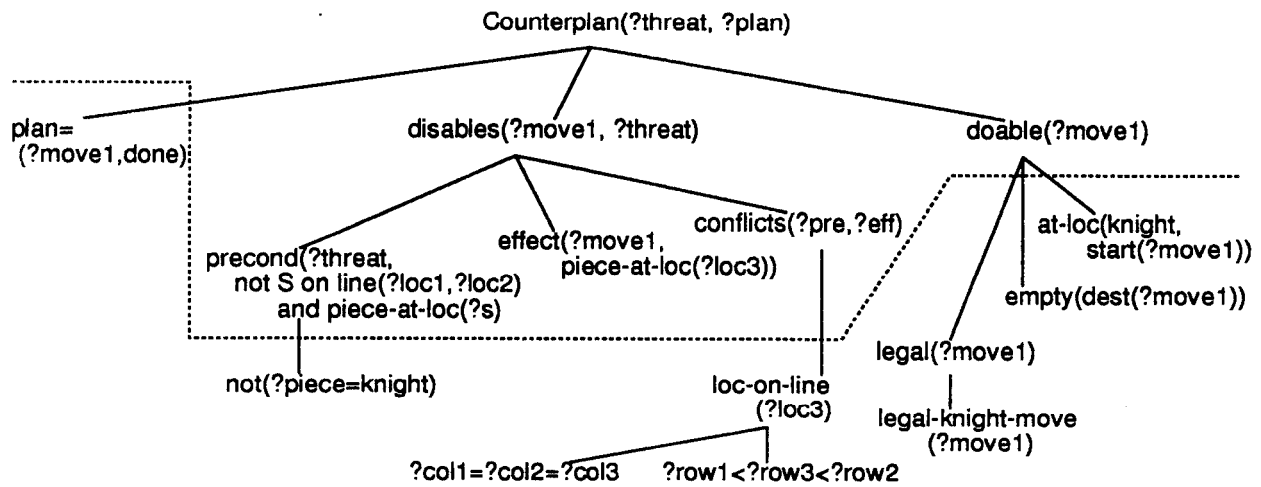 Counterplan(?threat, ?plan)
plan=
(?move1,done)
disables(?move1, ?threat)
doable(?move1)
precond(?threat,
not S on line(?loc1,?loc2)
and piece-at-loc(?s)
effect(?move1,
piece-at-loc(?loc3))
conflicts(?pre,?eff)
at-loc(knight,
start(?move1))
empty(dest(?move1))
legal(?move1)
not(?piece=knight)
loc-on-line
(?loc3)
legal-knight-move
(?move1)
?col1=?col2=?col3
?row1<?row3<?row2